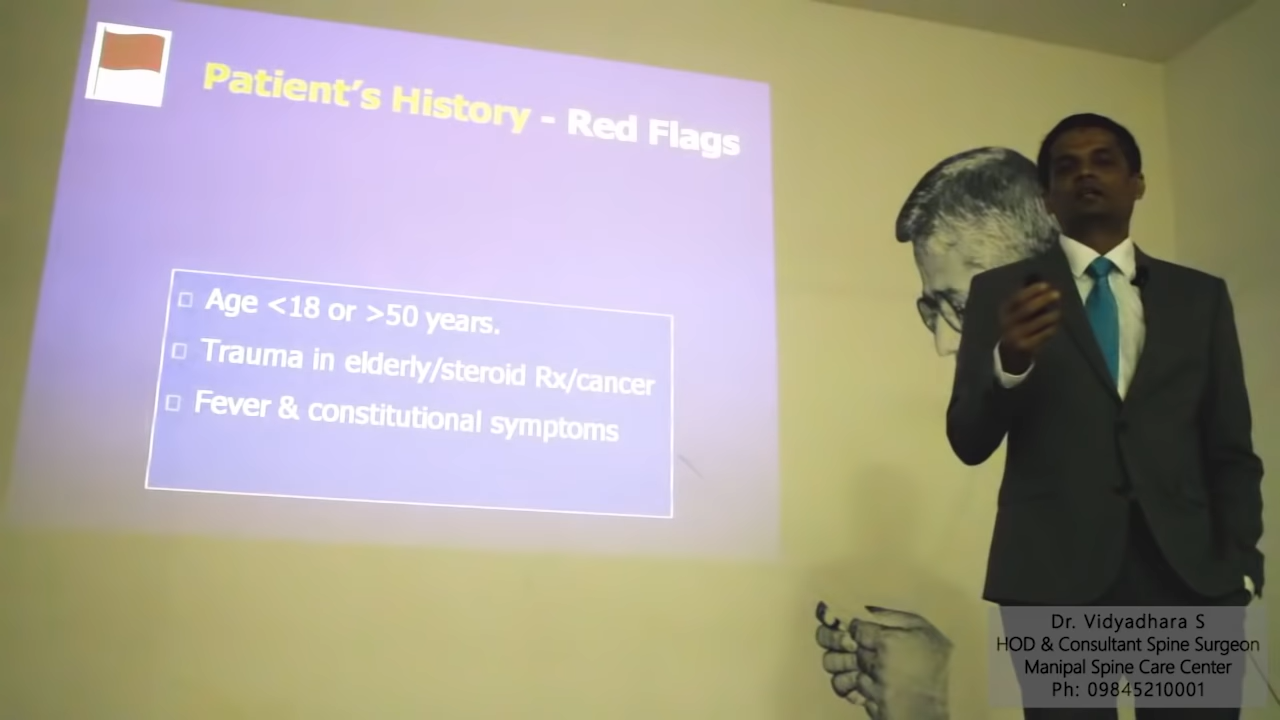 Patient's History - Red Flags
Age <18 or >50 years.
Trauma in elderly/steroid Rx/cancer
Fever & constitutional symptoms
Dr. Vidyadhara S
HOD & Consultant Spine Surgeon
Manipal Spine Care Center
Ph: 09845210001